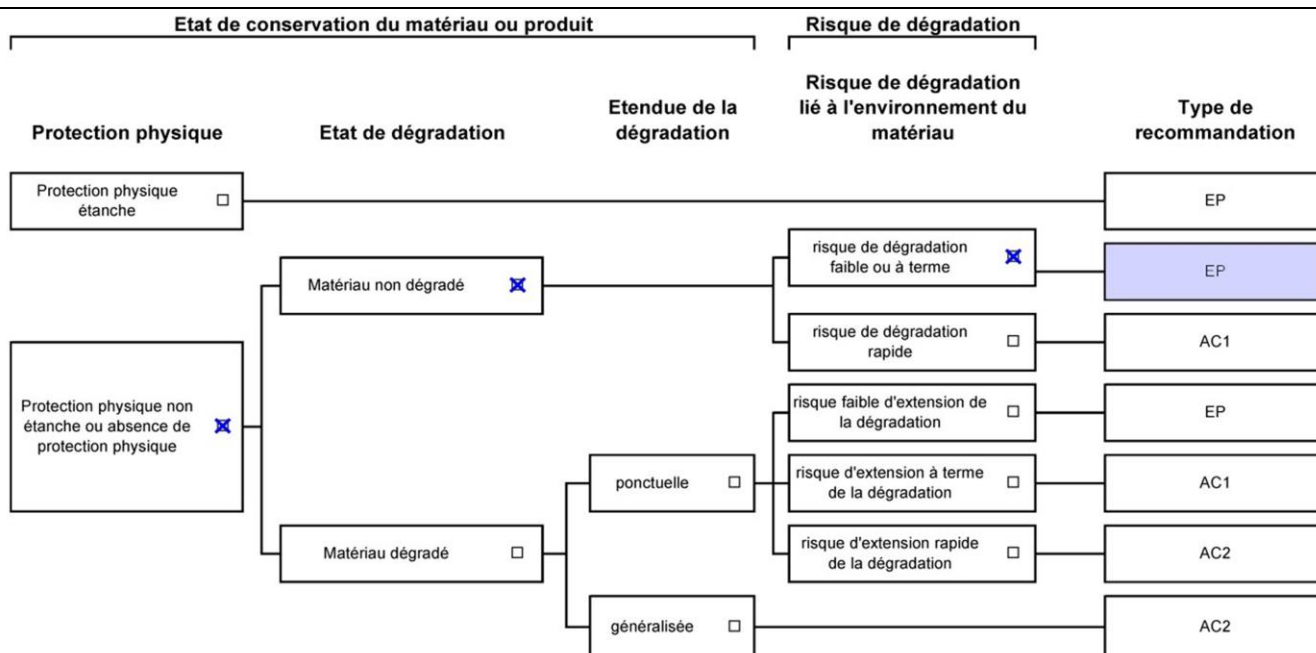 Etat de conservation du matériau ou produit
Risque de dégradation
Protection physique
Etat de dégradation
Etendue de la
dégradation
Risque de dégradation
lié à l'environnement du
matériau
Type de
recommandation
Protection physique
étanche
EP
risque de dégradation
faible ou à terme
EP
Matériau non dégradé
risque de dégradation
rapide
AC1
Protection physique non
étanche ou absence de
protection physique
risque faible d'extension de
la dégradation
EP
ponctuelle
risque d'extension à terme
de la dégradation
AC1
Matériau dégradé
risque d'extension rapide
de la dégradation
AC2
généralisée
AC2